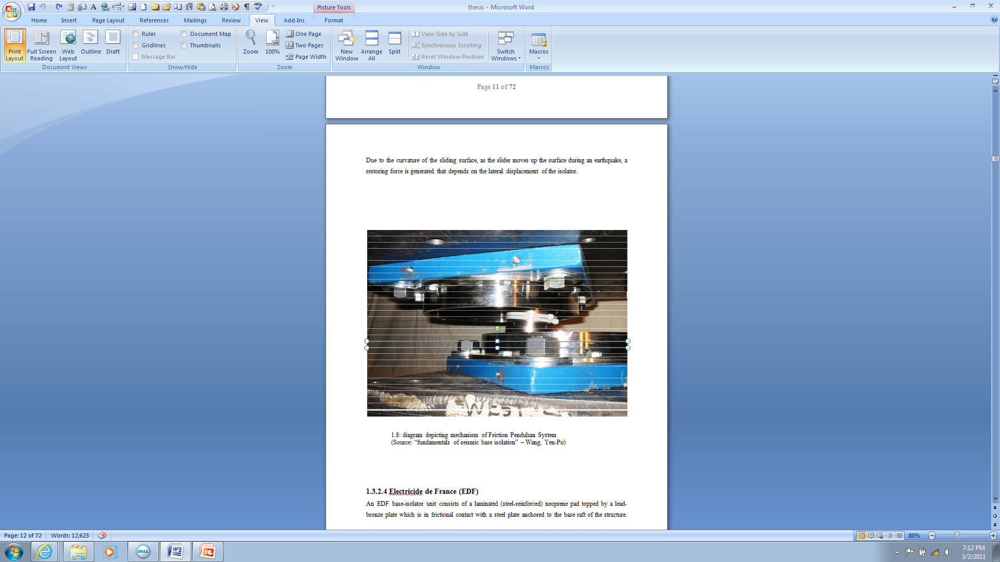 Picture Tools
thesis - Microsoft Word
Home Insert Page Layout References Mailings Review View Add-Ins Format
Print Layout
Full Screen Reading
Web Layout
Outline
Draft
Document Views
Ruler
Gridlines
Message Bar
Document Map
Thumbnails
Show/Hide
Zoom
100%
One Page
Two Pages
Page Width
Zoom
New Window
Arrange All
Split
View Side by Side
Synchronous Scrolling
Reset Window Position
Switch Windows
Window
Macros
Macros
Page 11 of 72
Due to the curvature of the sliding surface, as the slider moves up the surface during an earthquake, a
restoring force is generated that depends on the lateral displacement of the isolator.
1.8: diagram depicting mechanism of Friction Pendulum System
(Source: “fundamentals of seismic base isolation” – Wang, Yen-Po)
1.3.2.4 Electricide de France (EDF)
An EDF base-isolator unit consists of a laminated (steel-reinforced) neoprene pad topped by a lead-
bronze plate which is in frictional contact with a steel plate anchored to the base raft of the structure.
Page: 12 of 72 Words: 12,623
80%
DELL
7:12 PM
3/2/2011